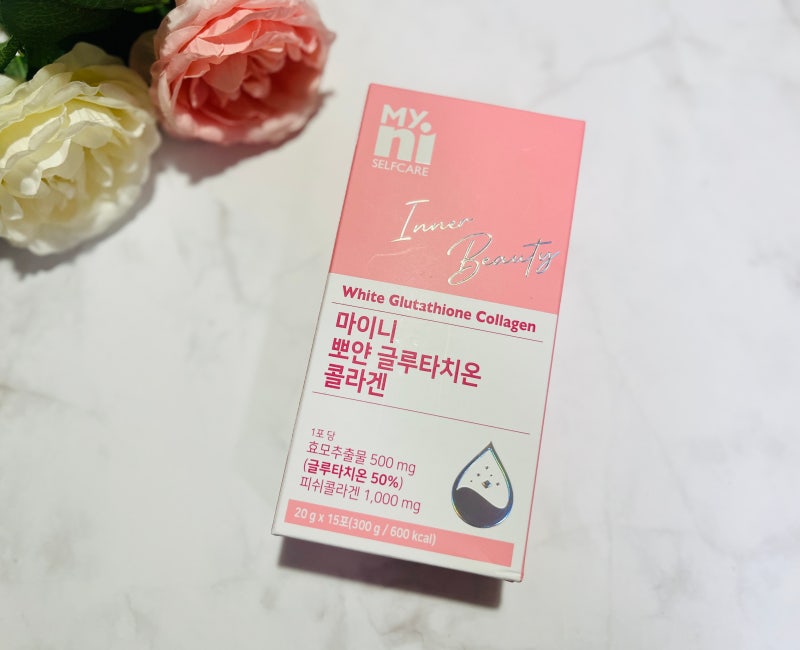 MY.
ni
SELFCARE
Inner
Beauty
White Glutathione Collagen
마이니
뽀얀 글루타치온
콜라겐
1포 당
효모추출물 500 mg
(글루타치온 50%)
피쉬콜라겐 1,000 mg
20 g x 15포(300 g / 600 kcal)